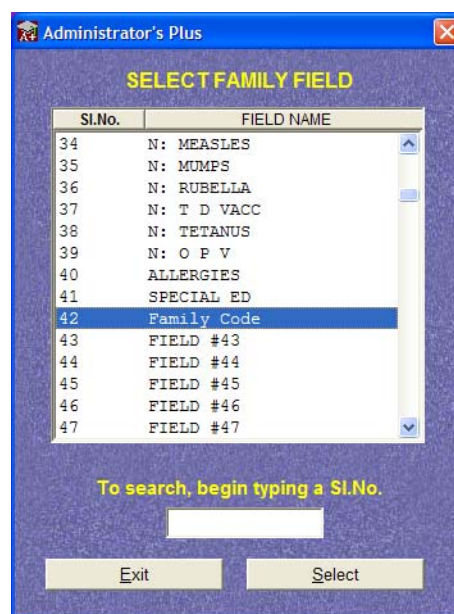 Administrator's Plus
SELECT FAMILY FIELD
Sl.No. FIELD NAME
34 N: MEASLES
35 N: MUMPS
36 N: RUBELLA
37 N: T D VACC
38 N: TETANUS
39 N: O P V
40 ALLERGIES
41 SPECIAL ED
42 Family Code
43 FIELD #43
44 FIELD #44
45 FIELD #45
46 FIELD #46
47 FIELD #47
To search, begin typing a Sl.No.
Exit Select